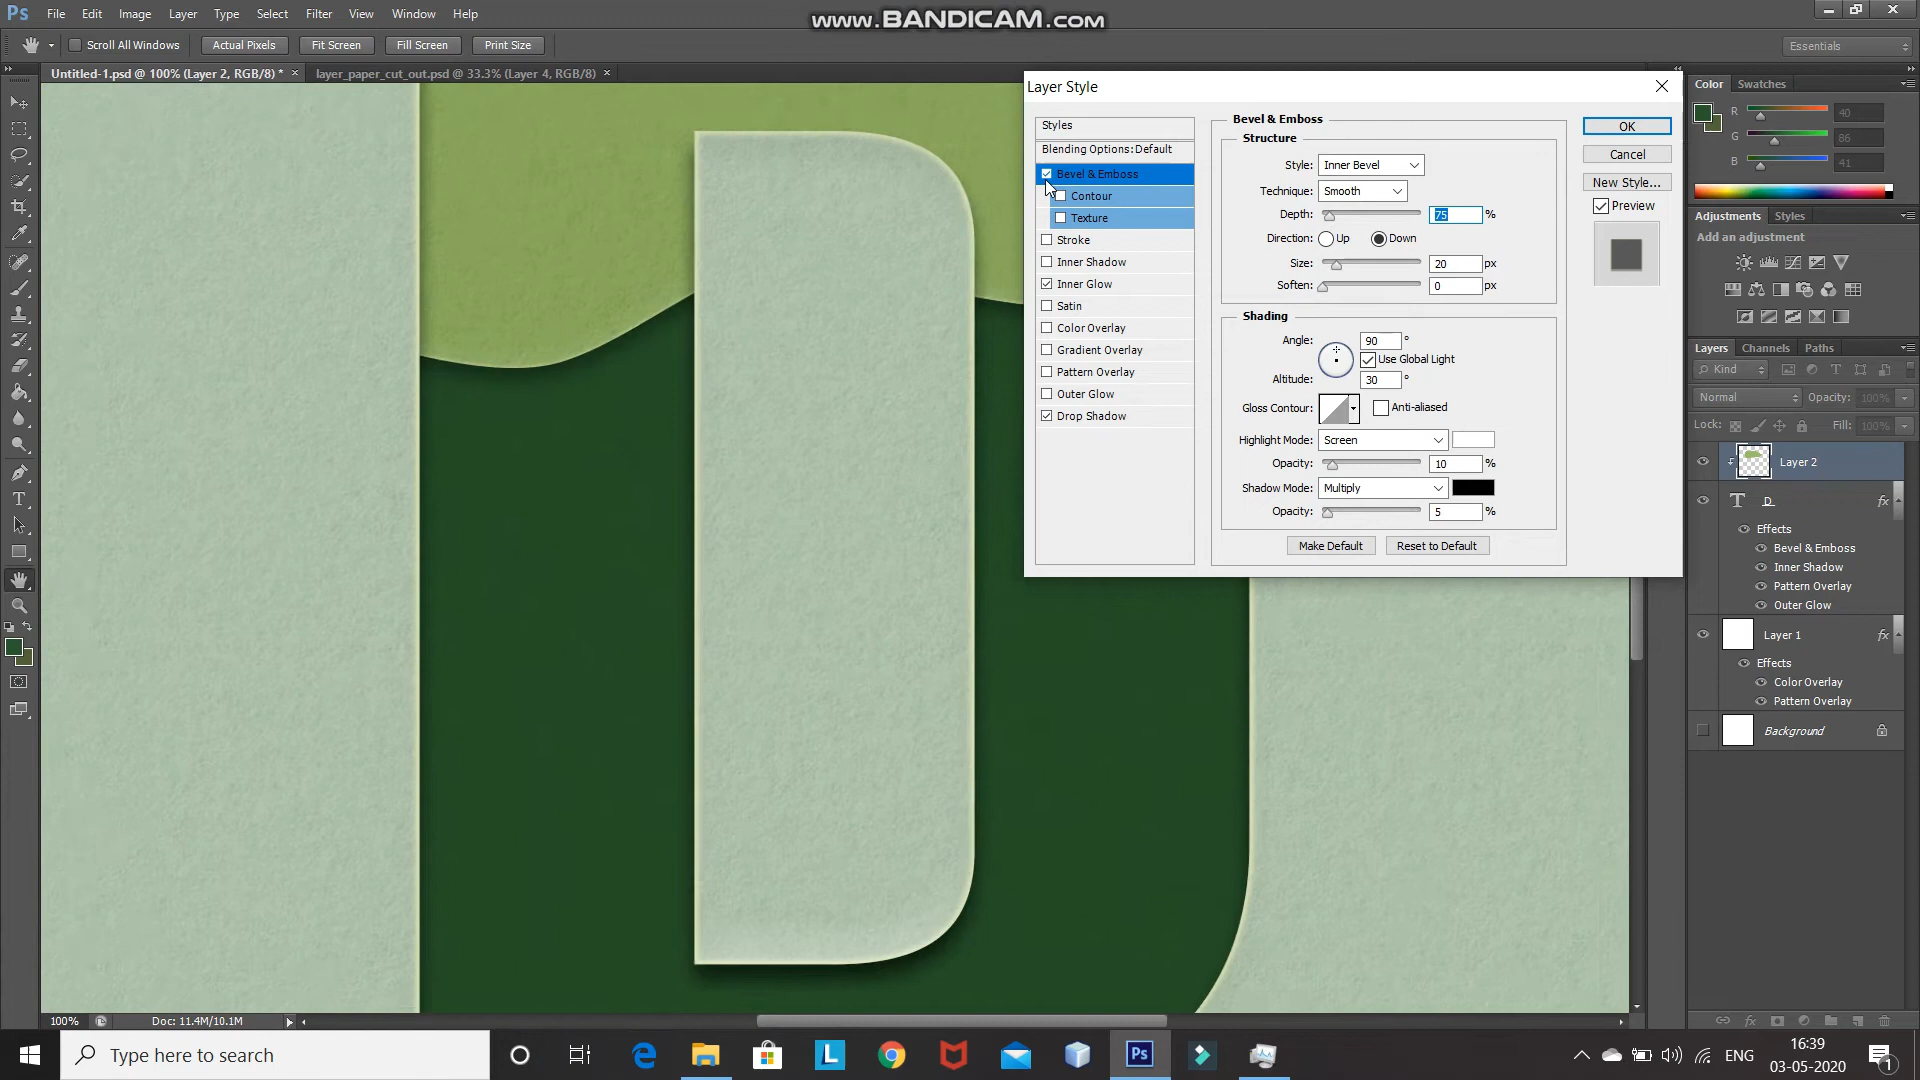 Ps File Edit Image Layer Type Select Filter View Window Help
www.BANDICAM.com
Scroll All Windows Actual Pixels Fit Screen Fill Screen Print Size
Essentials
Untitled-1.psd @ 100% (Layer 2, RGB/8) * × layer_paper_cut_out.psd @ 33.3% (Layer 4, RGB/8) ×
Layer Style
Styles
Blending Options: Default
Bevel & Emboss
Contour
Texture
Stroke
Inner Shadow
Inner Glow
Satin
Color Overlay
Gradient Overlay
Pattern Overlay
Outer Glow
Drop Shadow
Bevel & Emboss
Structure
Style: Inner Bevel
Technique: Smooth
Depth: 75 %
Direction: Up Down
Size: 20 px
Soften: 0 px
Shading
Angle: 90 °
Use Global Light
Altitude: 30 °
Gloss Contour: Anti-aliased
Highlight Mode: Screen
Opacity: 10 %
Shadow Mode: Multiply
Opacity: 5 %
Make Default Reset to Default
OK
Cancel
New Style...
Preview
Color Swatches
R 40
G 86
B 41
Adjustments Styles
Add an adjustment
Layers Channels Paths
Kind
Normal Opacity: 100%
Lock: Fill: 100%
Layer 2
T D fx
Effects
Bevel & Emboss
Inner Shadow
Pattern Overlay
Outer Glow
Layer 1 fx
Effects
Color Overlay
Pattern Overlay
Background
100% Doc: 11.4M/10.1M
Type here to search
L
Ps
ENG
16:39
03-05-2020
1